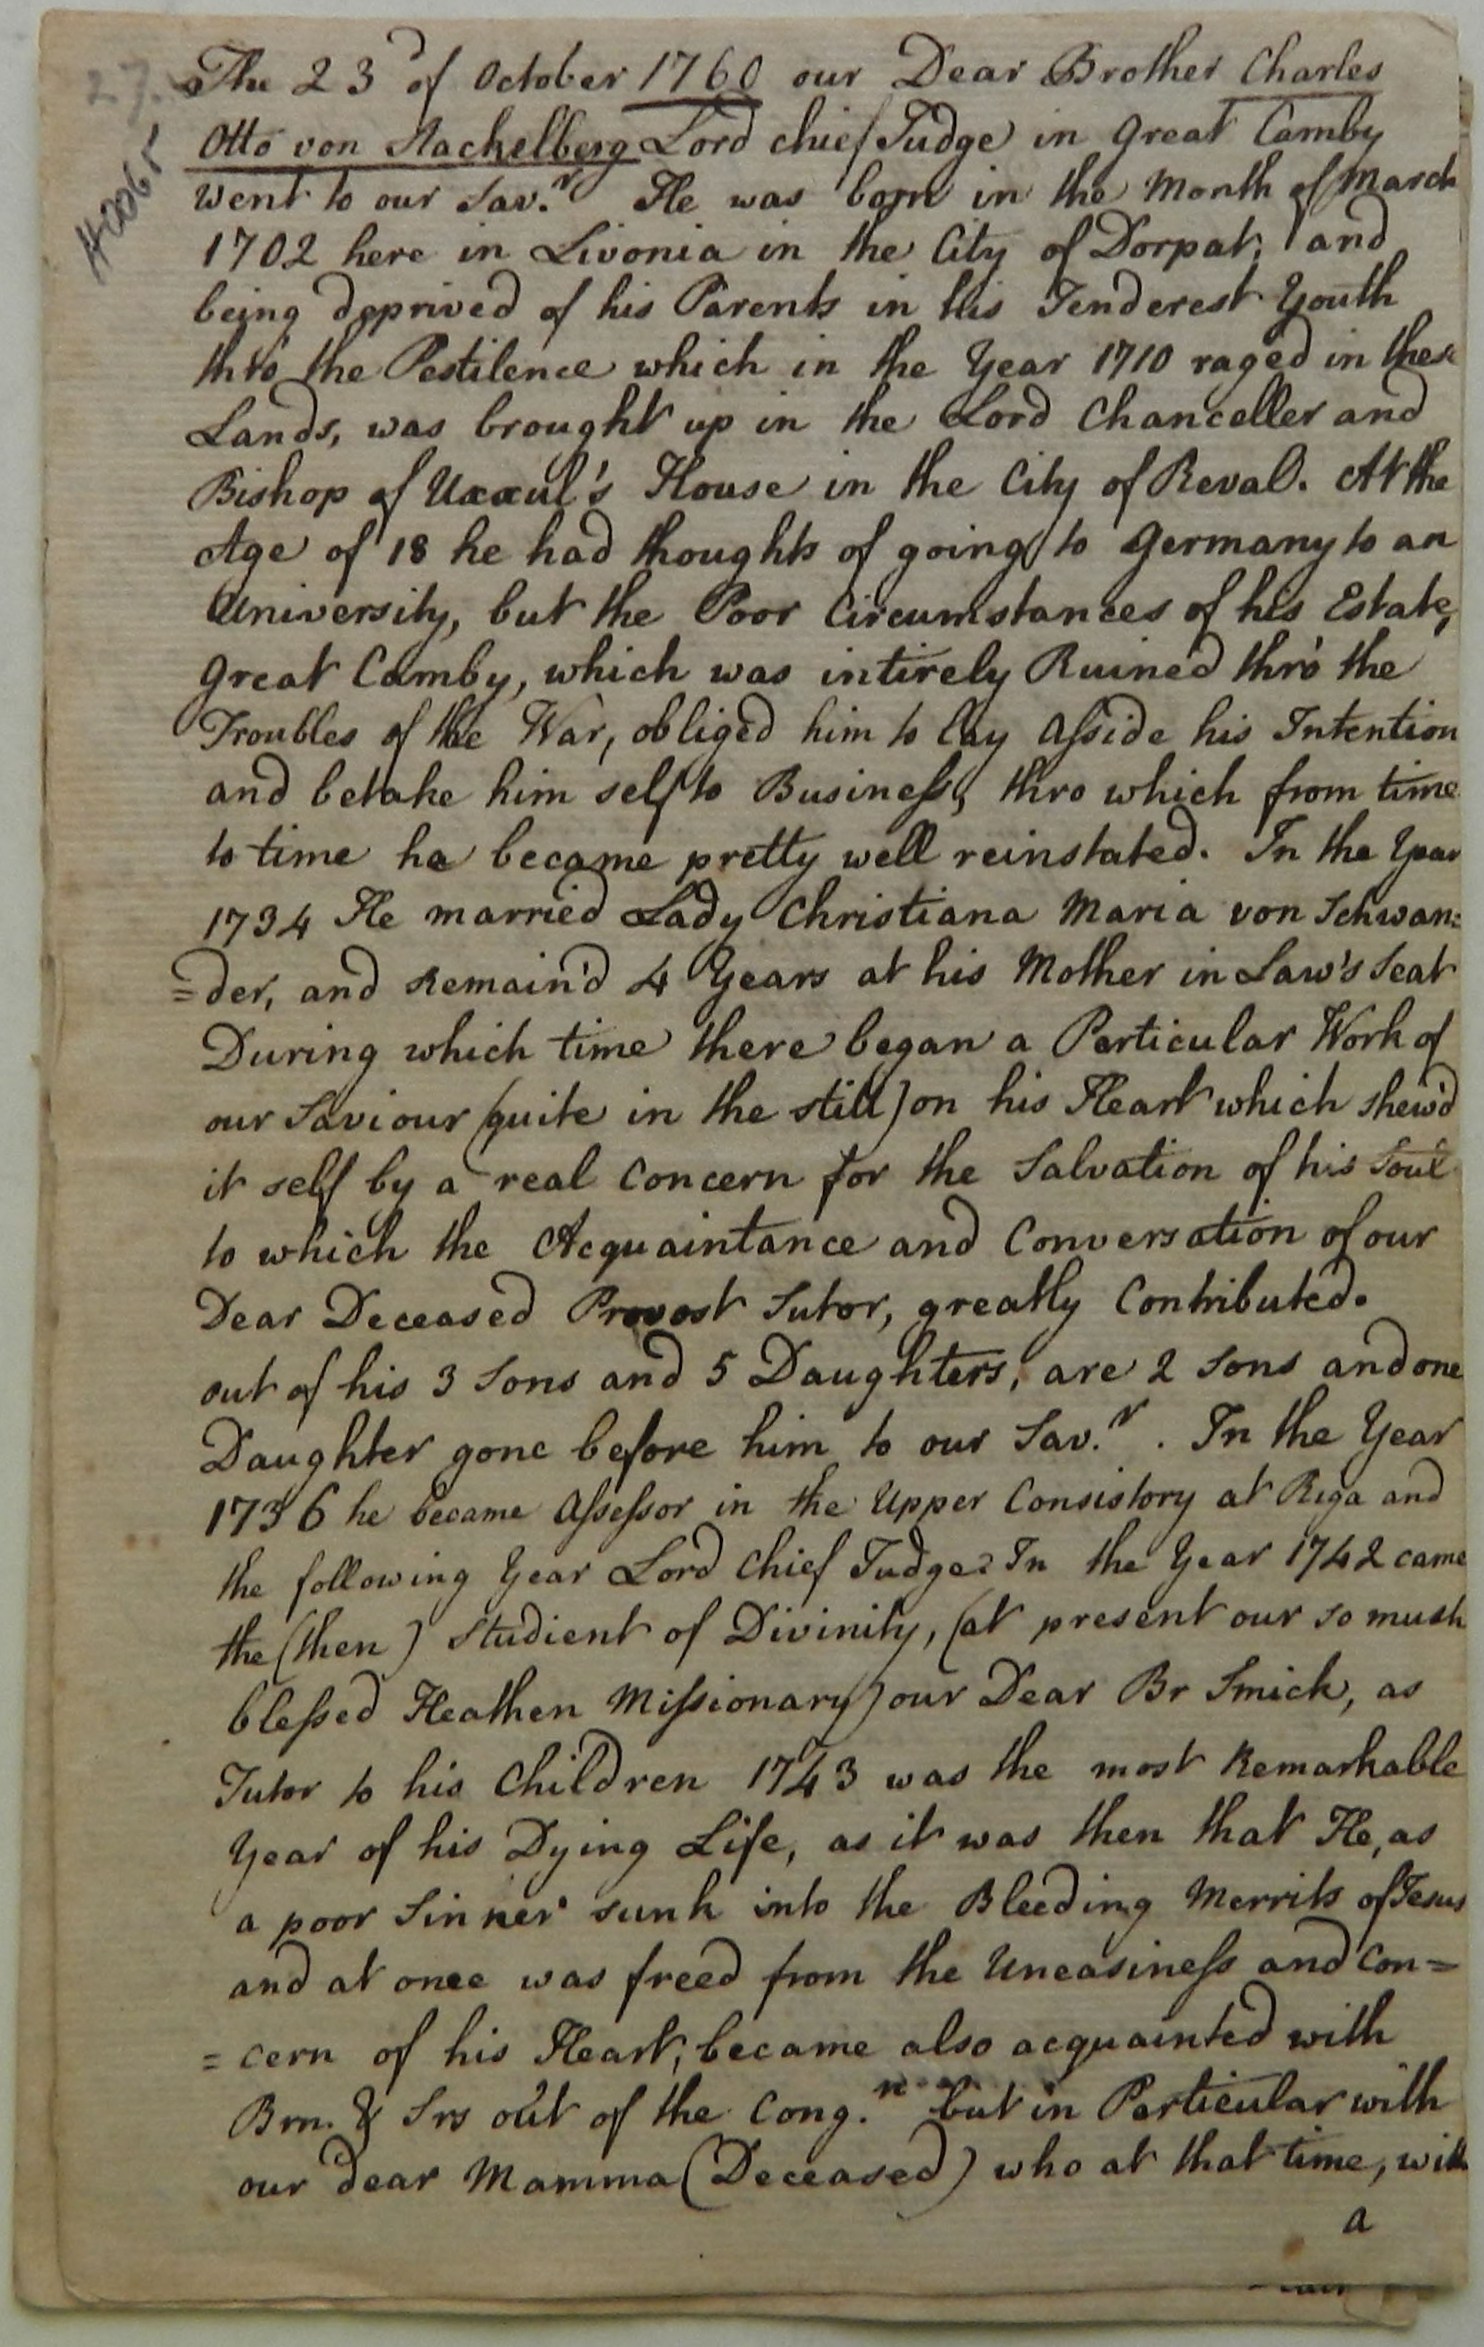 27.
H0065
The 23d of October 1760 our Dear Brother Charles
Otto von Stackelberg Lord chief Judge in Great Camby
went to our Sav.r He was born in the Month of March
1702 here in Livonia in the City of Dorpat, and
being deprived of his Parents in his Tenderest Youth
thro' the Pestilence which in the Year 1710 raged in these
Lands, was brought up in the Lord Chanceller and
Bishop of Uxxul's House in the City of Reval. At the
Age of 18 he had thoughts of going to Germany to an
University, but the Poor Circumstances of his Estate,
Great Camby, which was intirely Ruined thro' the
Troubles of the War, obliged him to lay Asside his Intention
and betake him self to Business, thro which from time
to time he became pretty well reinstated. In the Year
1734 He married Lady Christiana Maria von Schwan=
=der, and Remain'd 4 Years at his Mother in Law's Seat
During which time there began a Perticular Work of
our Saviour (quite in the still) on his Heart which shew'd
it self by a real Concern for the Salvation of his Soul
to which the Acquaintance and Conversation of our
Dear Deceased Provost Sutor, greatly Contributed.
out of his 3 Sons and 5 Daughters, are 2 Sons and one
Daughter gone before him to our Sav.r. In the Year
1736 he became Assessor in the Upper Consistory at Riga and
the following Year Lord Chief Judge. In the Year 1742 came
the (then) Studient of Divinity, (at present our so mush
blessed Heathen Missionary) our Dear Br Smick, as
Tutor to his Children 1743 was the most Remarkable
Year of his Dying Life, as it was then that He, as
a poor Sinner sunk into the Bleeding Merrits of Jesus
and at once was freed from the Uneasiness and Con=
=cern of his Heart, became also acquainted with
Brn. & Srs out of the Cong.n but in Perticular with
our dear Mamma (Deceased) who at that time, with
a